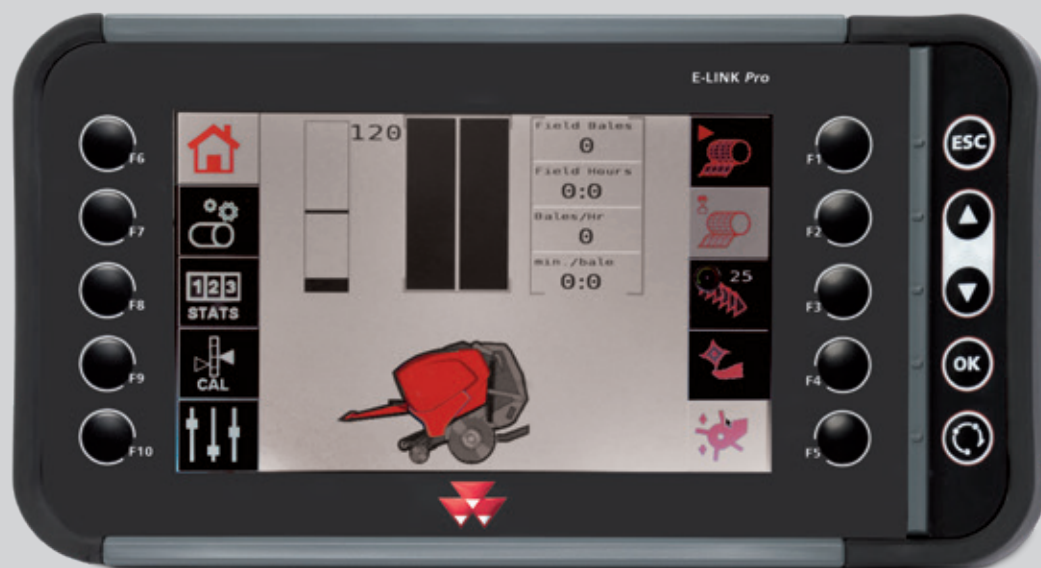 E-LINK Pro
F6
F7
F8
F9
F10
STATS
123
CAL
120
Field Bales
0
Field Hours
0:0
Bales/Hr
0
min./bale
0:0
25
F1
F2
F3
F4
F5
ESC
OK